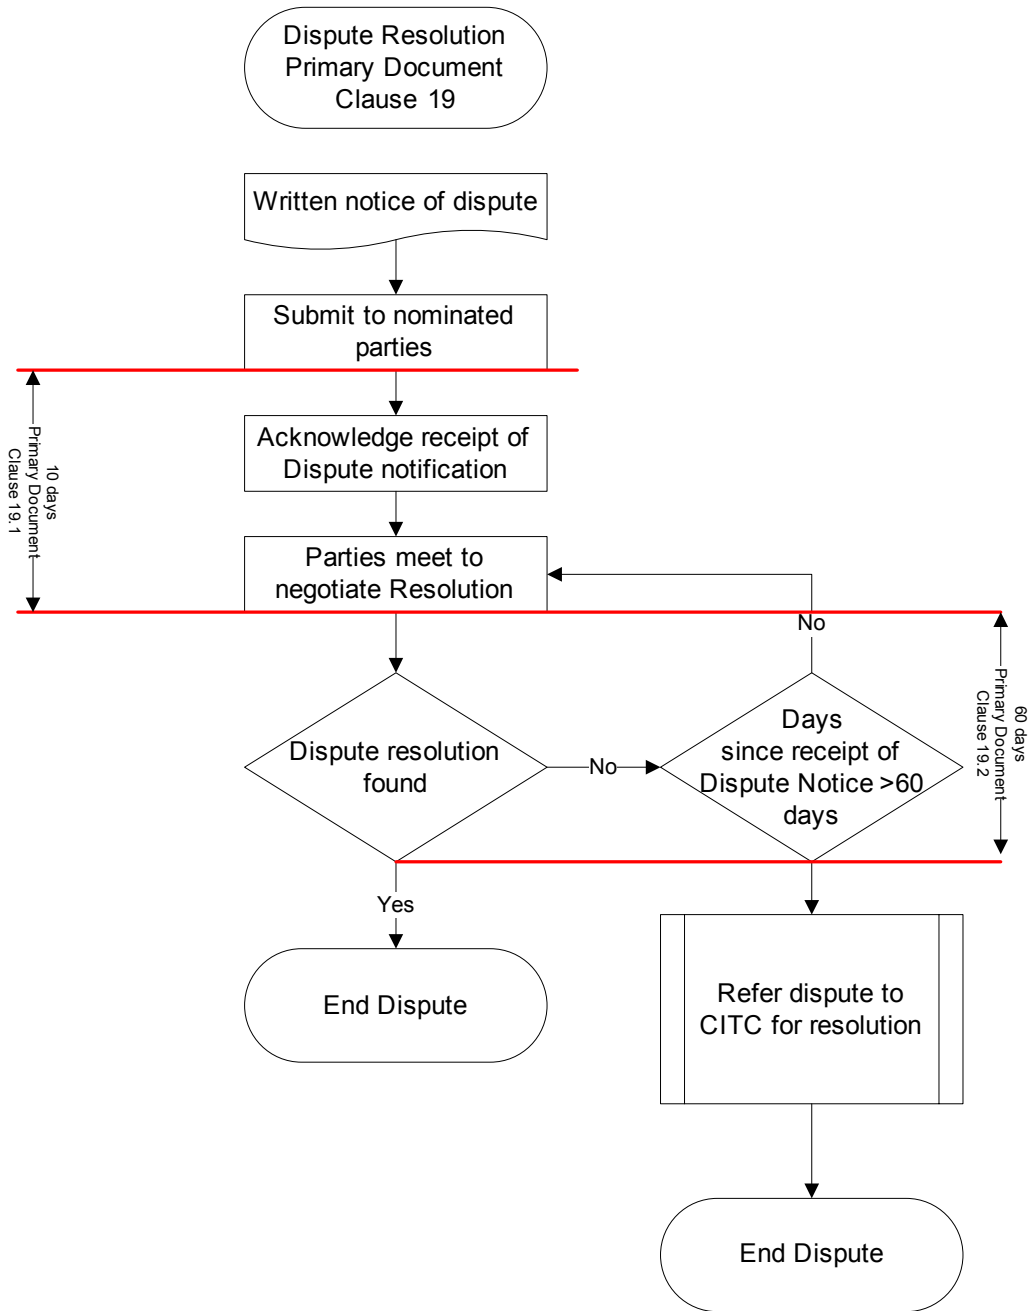 Dispute Resolution
Primary Document
Clause 19
Written notice of dispute
Submit to nominated
parties
10 days
Primary Document
Clause 19.1
Acknowledge receipt of
Dispute notification
Parties meet to
negotiate Resolution
No
60 days
Primary Document
Clause 19.2
Dispute resolution
found
No
Days
since receipt of
Dispute Notice >60
days
Yes
End Dispute
Refer dispute to
CITC for resolution
End Dispute